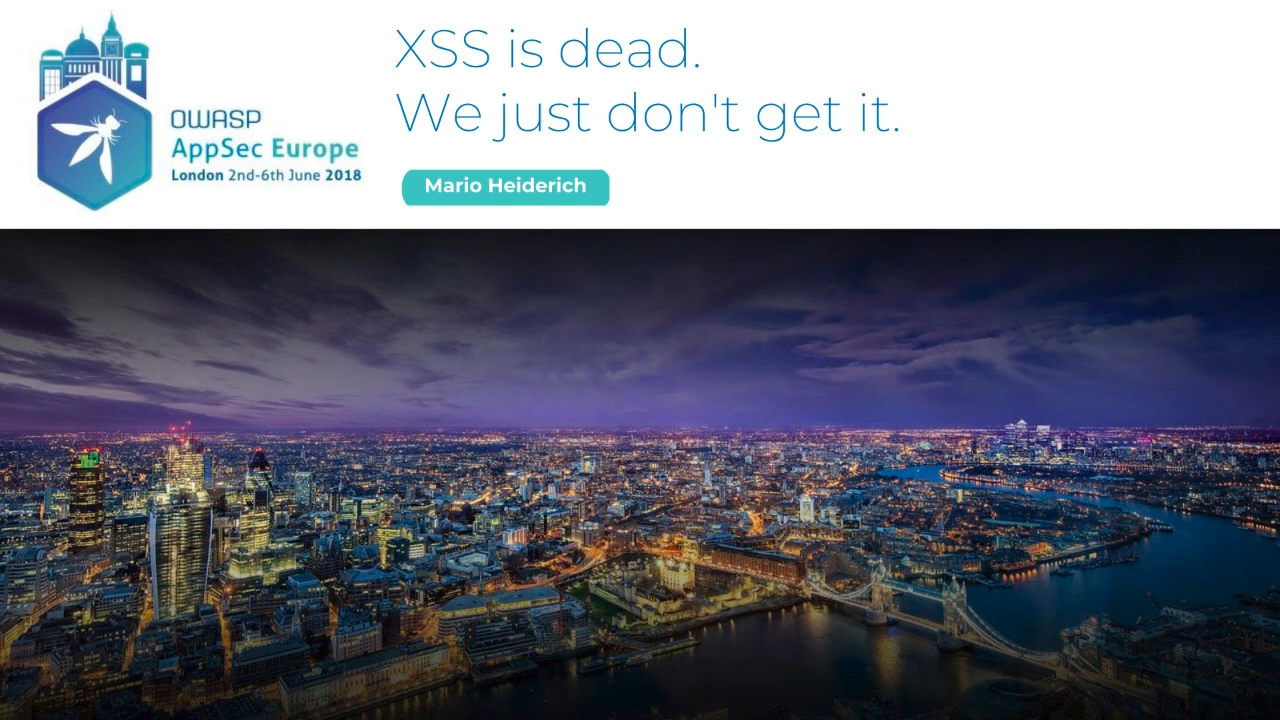 XSS is dead.
We just don't get it.
OWASP
AppSec Europe
London 2nd-6th June 2018
Mario Heiderich